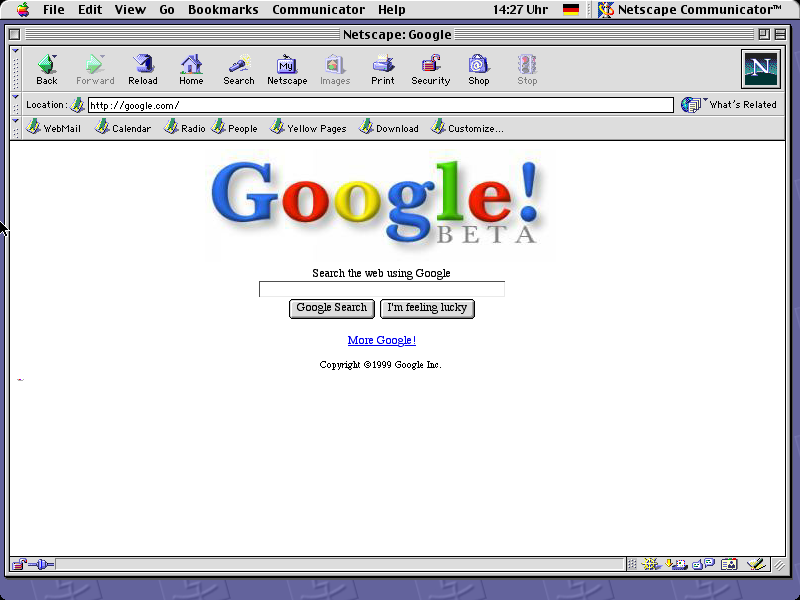 File Edit View Go Bookmarks Communicator Help 14:27 Uhr Netscape Communicator™
Netscape: Google
Back Forward Reload Home Search Netscape Images Print Security Shop Stop
My
N
Location: http://google.com/ What's Related
WebMail Calendar Radio People Yellow Pages Download Customize...
Google!
BETA
Search the web using Google
Google Search I'm feeling lucky
More Google!
Copyright ©1999 Google Inc.